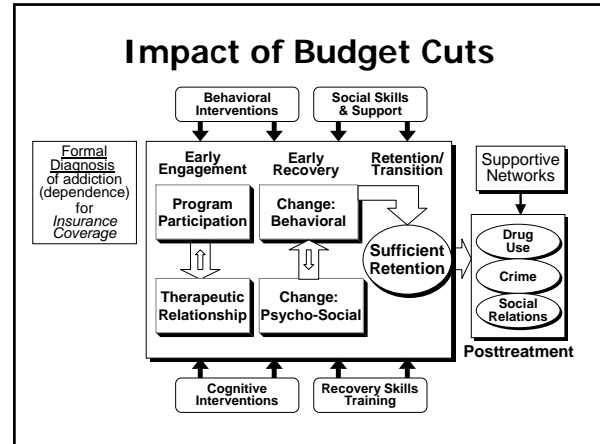 Impact of Budget Cuts
Behavioral
Interventions
Social Skills
& Support
Formal
Diagnosis
of addiction
(dependence)
for
Insurance
Coverage
Early
Engagement
Early
Recovery
Retention/
Transition
Program
Participation
Change:
Behavioral
Sufficient
Retention
Therapeutic
Relationship
Change:
Psycho-Social
Supportive
Networks
Drug
Use
Crime
Social
Relations
Posttreatment
Cognitive
Interventions
Recovery Skills
Training